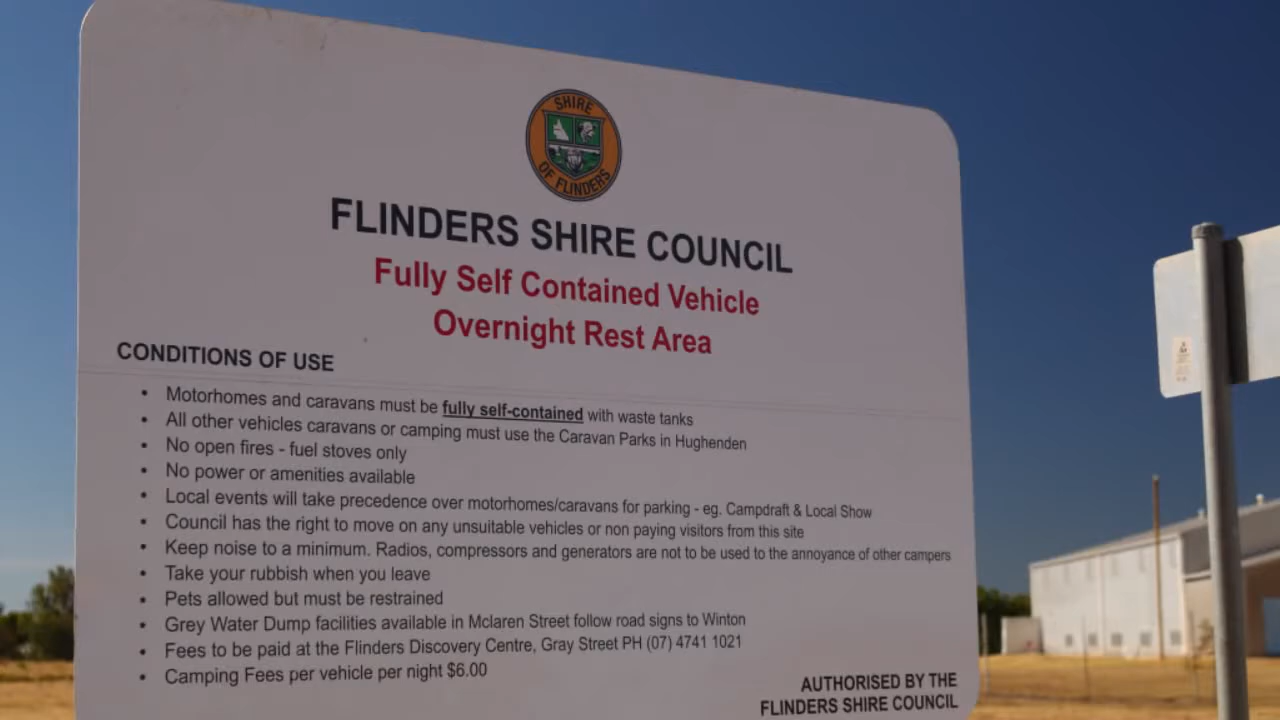 SHIRE
OF FLINDERS
FLINDERS SHIRE COUNCIL
Fully Self Contained Vehicle
Overnight Rest Area
CONDITIONS OF USE
• Motorhomes and caravans must be fully self-contained with waste tanks
• All other vehicles caravans or camping must use the Caravan Parks in Hughenden
• No open fires - fuel stoves only
• No power or amenities available
• Local events will take precedence over motorhomes/caravans for parking - eg. Campdraft & Local Show
• Council has the right to move on any unsuitable vehicles or non paying visitors from this site
• Keep noise to a minimum. Radios, compressors and generators are not to be used to the annoyance of other campers
• Take your rubbish when you leave
• Pets allowed but must be restrained
• Grey Water Dump facilities available in Mclaren Street follow road signs to Winton
• Fees to be paid at the Flinders Discovery Centre, Gray Street PH (07) 4741 1021
• Camping Fees per vehicle per night $6.00
AUTHORISED BY THE
FLINDERS SHIRE COUNCIL